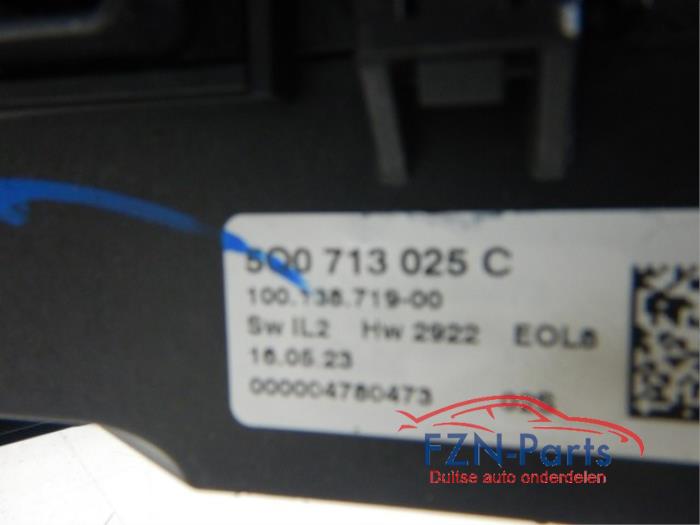 5Q0 713 025 C
100.138.719-00
Sw IL2 Hw 2922 EOL8
16.05.23
000004780473
FZN-Parts
Duitse auto onderdelen